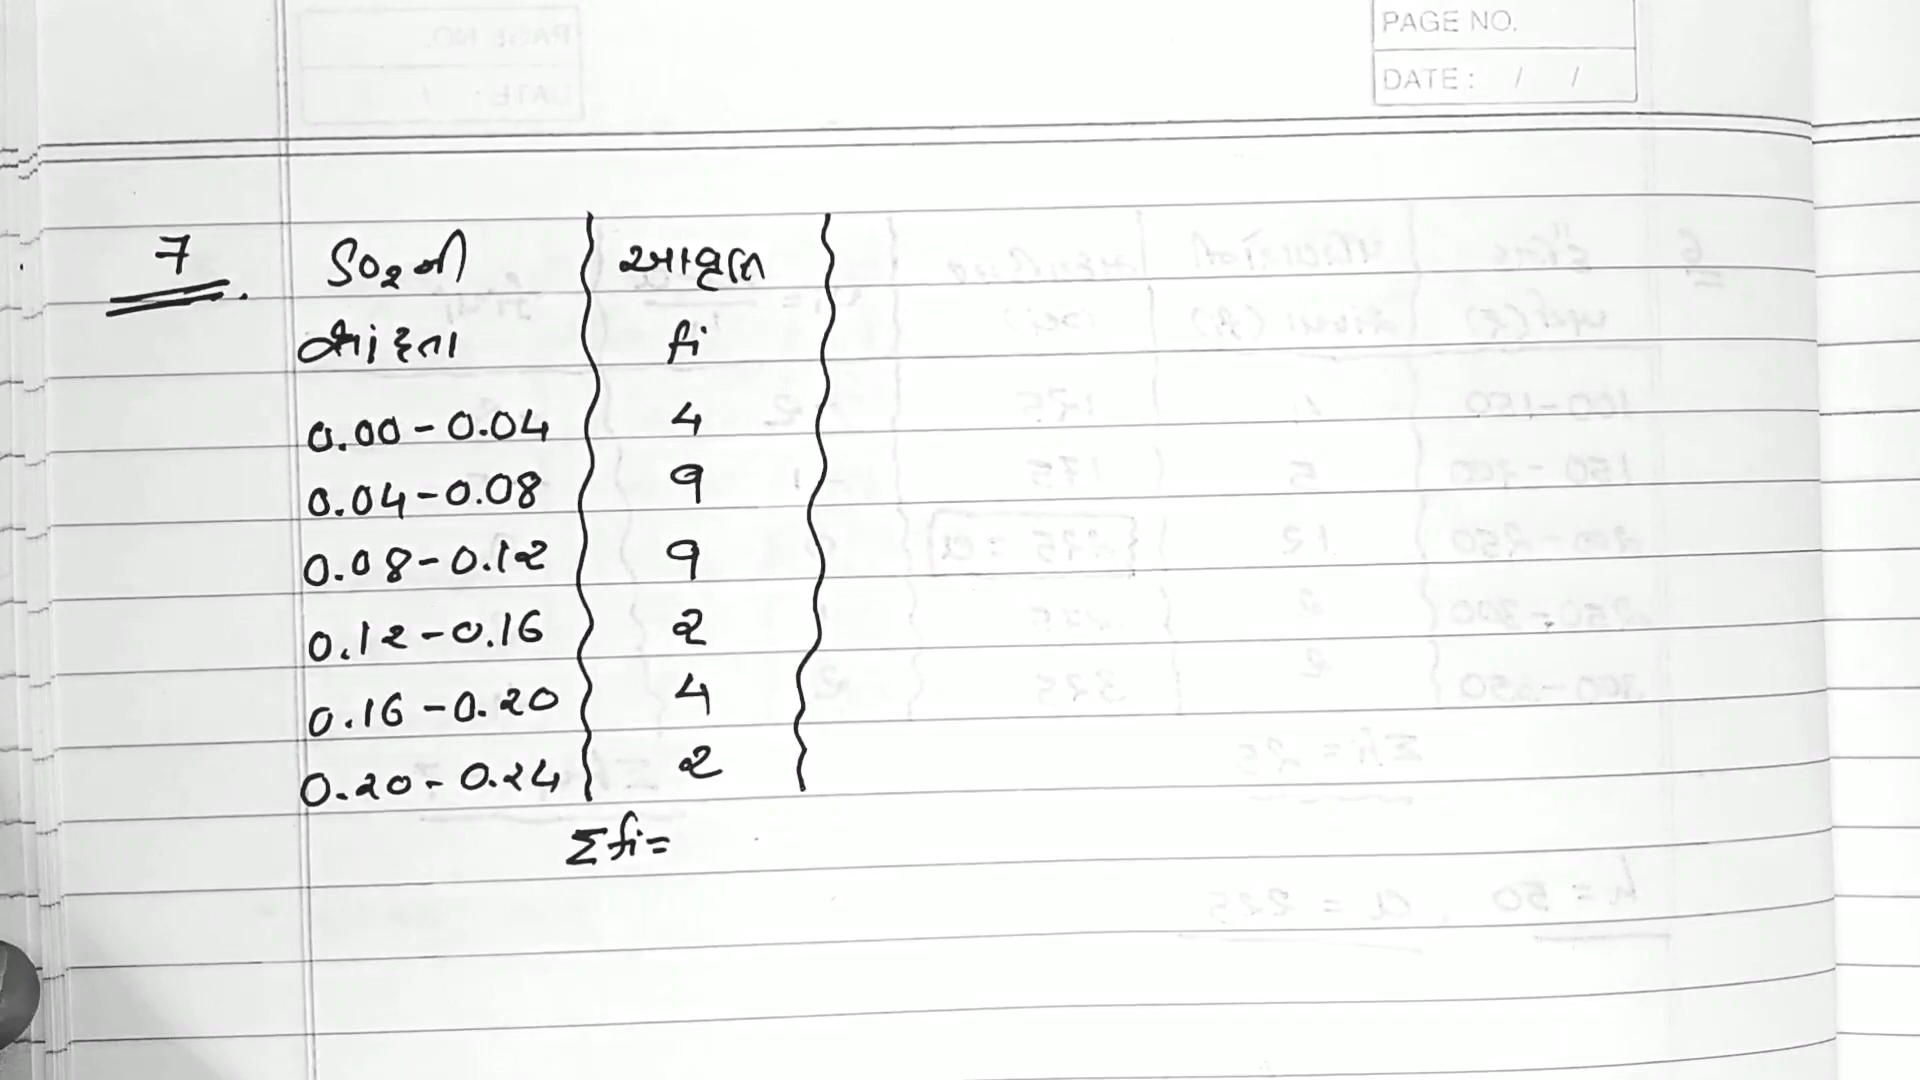 PAGE NO.
DATE : / /
7 SO2ની આવૃત્તિ
સાંદ્રતા fi
0.00-0.04 4
0.04-0.08 9
0.08-0.12 9
0.12-0.16 2
0.16-0.20 4
0.20-0.24 2
Σfi=